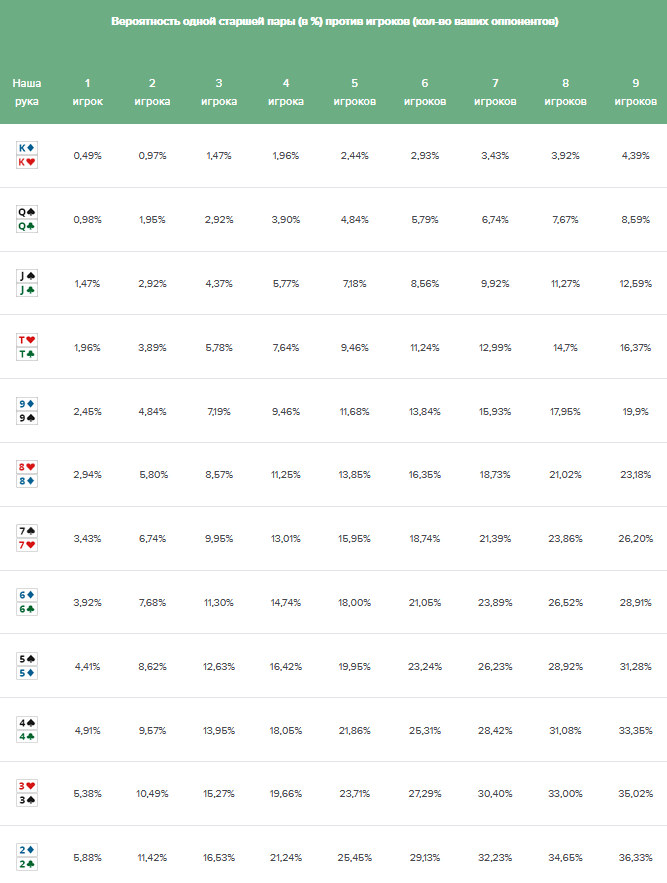 Вероятность одной старшей пары (в %) против игроков (кол-во ваших оппонентов)
Наша рука 1 игрок 2 игрока 3 игрока 4 игрока 5 игроков 6 игроков 7 игроков 8 игроков 9 игроков
K♦ K♥ 0,49% 0,97% 1,47% 1,96% 2,44% 2,93% 3,43% 3,92% 4,39%
Q♠ Q♣ 0,98% 1,95% 2,92% 3,90% 4,84% 5,79% 6,74% 7,67% 8,59%
J♠ J♣ 1,47% 2,92% 4,37% 5,77% 7,18% 8,56% 9,92% 11,27% 12,59%
T♥ T♣ 1,96% 3,89% 5,78% 7,64% 9,46% 11,24% 12,99% 14,7% 16,37%
9♦ 9♠ 2,45% 4,84% 7,19% 9,46% 11,68% 13,84% 15,93% 17,95% 19,9%
8♥ 8♦ 2,94% 5,80% 8,57% 11,25% 13,85% 16,35% 18,73% 21,02% 23,18%
7♠ 7♥ 3,43% 6,74% 9,95% 13,01% 15,95% 18,74% 21,39% 23,86% 26,20%
6♦ 6♣ 3,92% 7,68% 11,30% 14,74% 18,00% 21,05% 23,89% 26,52% 28,91%
5♠ 5♦ 4,41% 8,62% 12,63% 16,42% 19,95% 23,24% 26,23% 28,92% 31,28%
4♠ 4♣ 4,91% 9,57% 13,95% 18,05% 21,86% 25,31% 28,42% 31,08% 33,35%
3♥ 3♠ 5,38% 10,49% 15,27% 19,66% 23,71% 27,29% 30,40% 33,00% 35,02%
2♦ 2♣ 5,88% 11,42% 16,53% 21,24% 25,45% 29,13% 32,23% 34,65% 36,33%